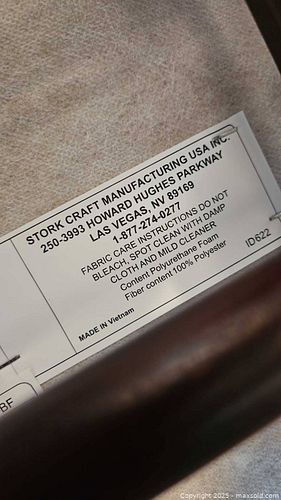 STORK CRAFT MANUFACTURING USA INC.
250-3993 HOWARD HUGHES PARKWAY
LAS VEGAS, NV 89169
1-877-274-0277
FABRIC CARE INSTRUCTIONS DO NOT
BLEACH, SPOT CLEAN WITH DAMP
CLOTH AND MILD CLEANER
Content Polyurethane Foam
Fiber content 100% Polyester
MADE IN Vietnam
ID622
BF
Copyright 2025 - maxsold.com